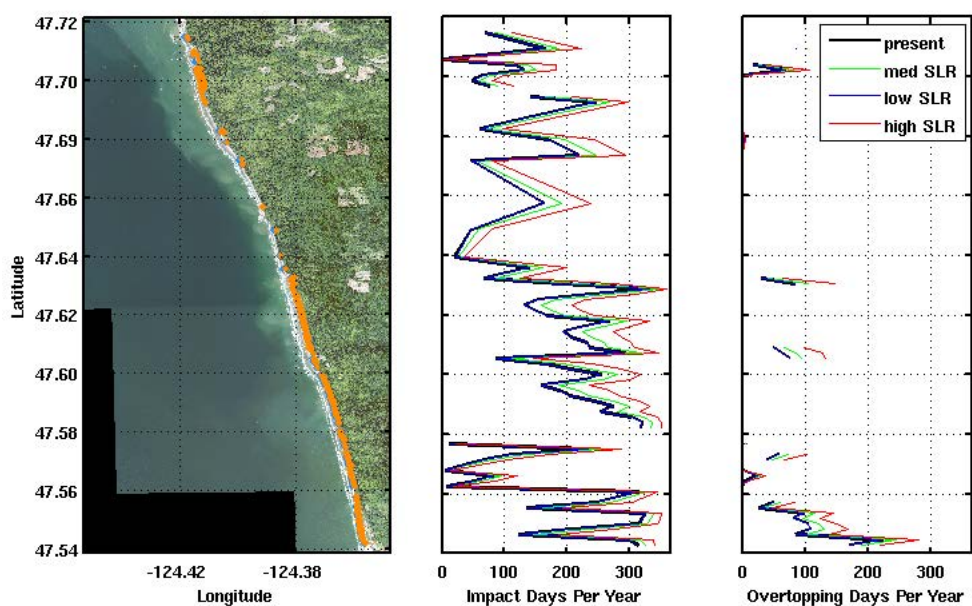 47.72
47.70
47.69
47.67
47.66
47.64
47.62
47.60
47.58
47.56
47.54
Latitude
-124.42
-124.38
Longitude
0
100
200
300
Impact Days Per Year
present
med SLR
low SLR
high SLR
0
100
200
300
Overtopping Days Per Year